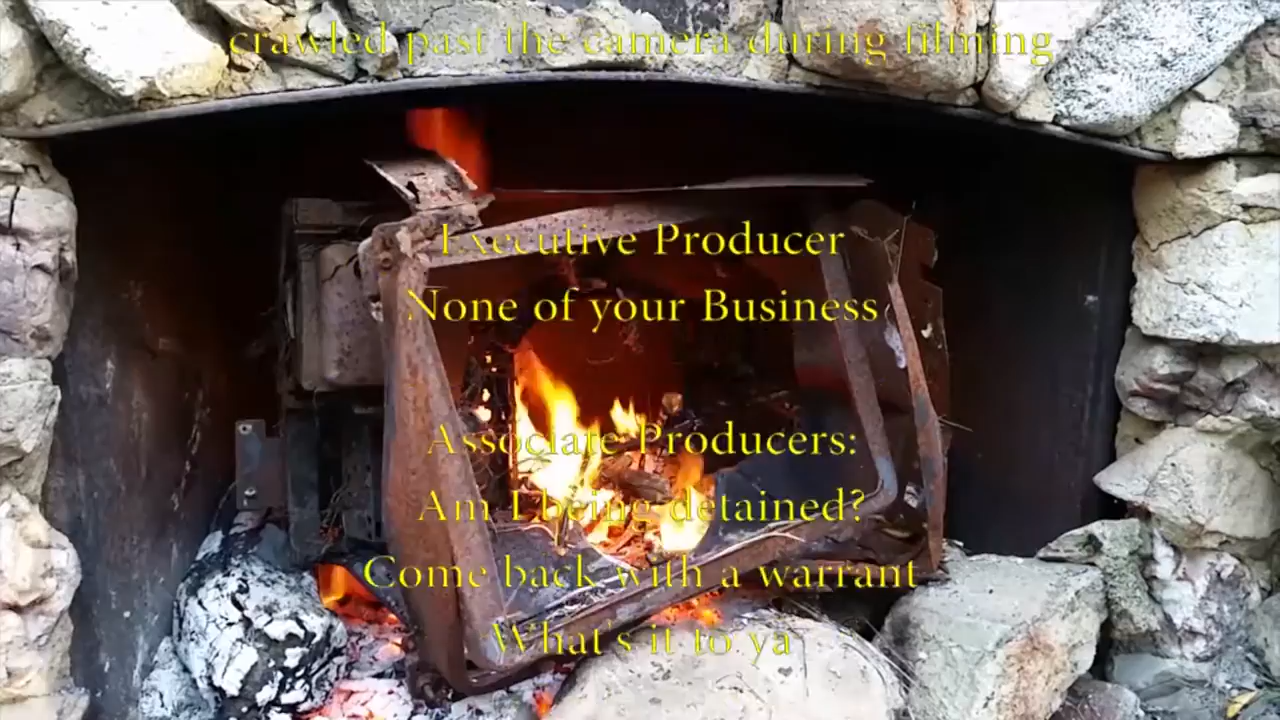 crawled past the camera during filming
Executive Producer
None of your Business
Associate Producers:
Am I being detained?
Come back with a warrant
What's it to ya